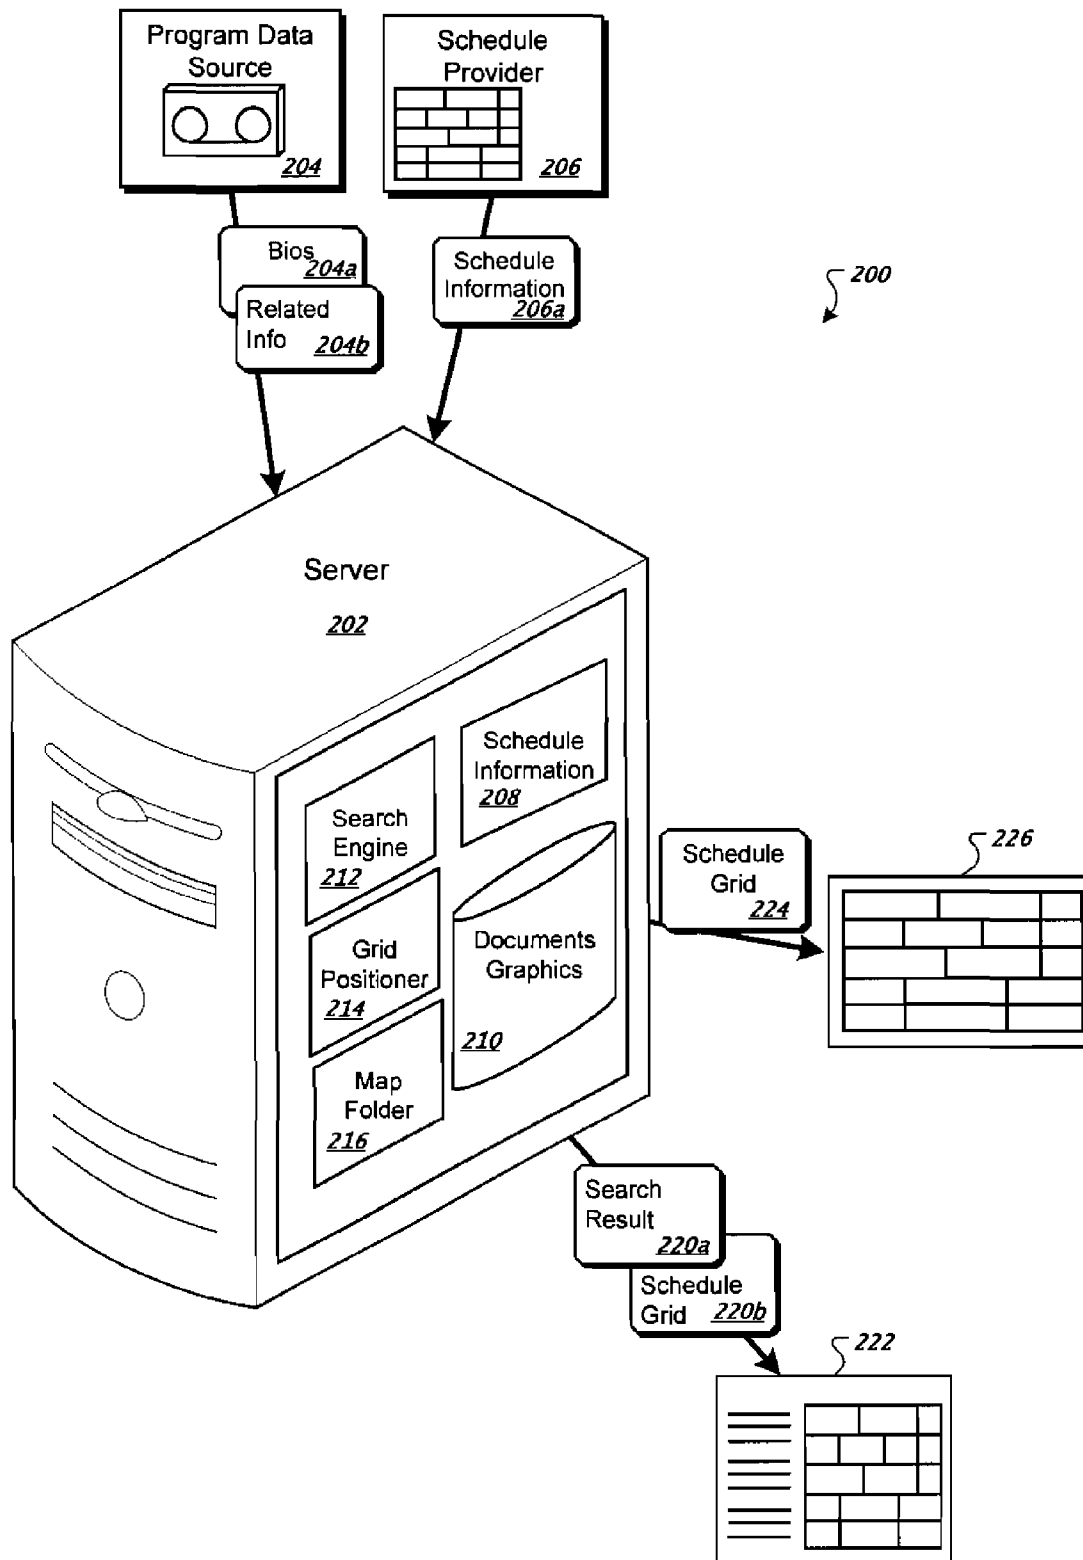 Program Data
Source
204
Schedule
Provider
206
Bios
204a
Related
Info
204b
Schedule
Information
206a
200
Server
202
Schedule
Information
208
Search
Engine
212
Grid
Positioner
214
Map
Folder
216
Documents
Graphics
210
Schedule
Grid
224
226
Search
Result
220a
Schedule
Grid
220b
222